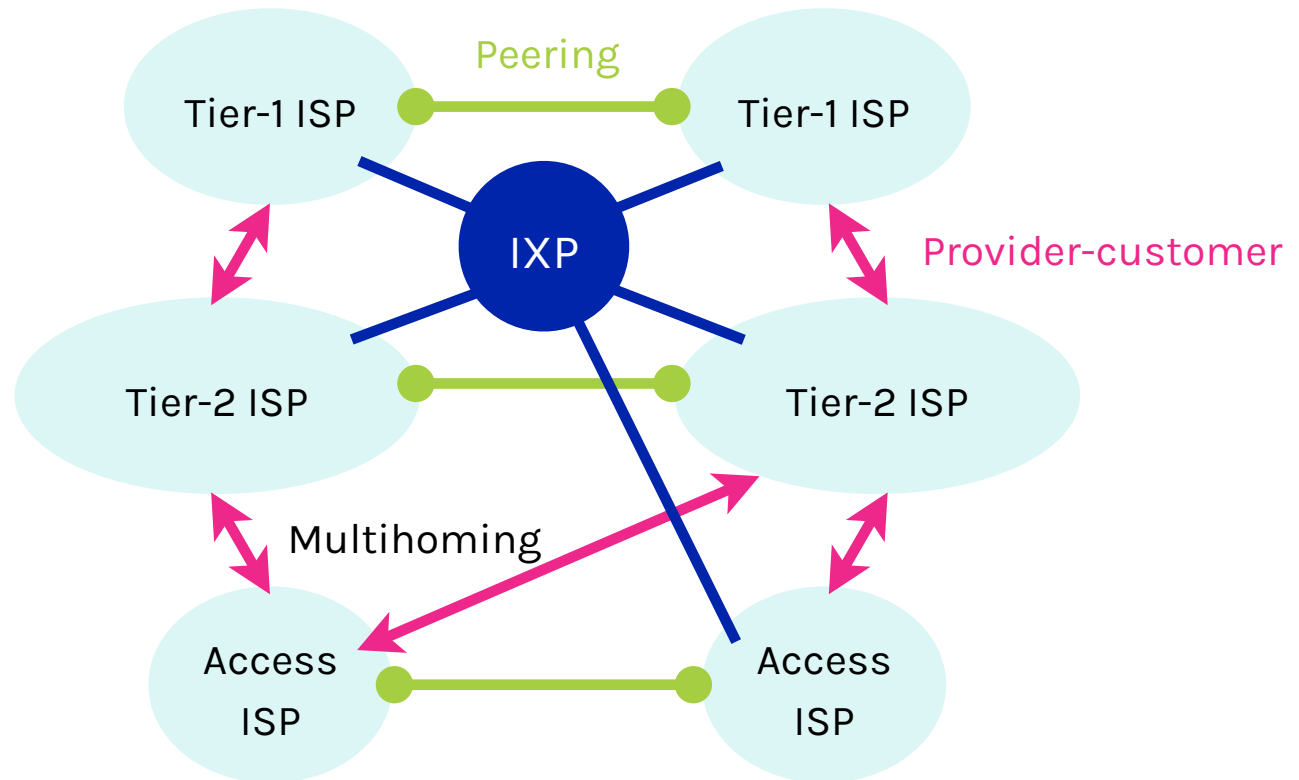 Peering
Tier-1 ISP
Tier-1 ISP
IXP
Provider-customer
Tier-2 ISP
Tier-2 ISP
Multihoming
Access
ISP
Access
ISP